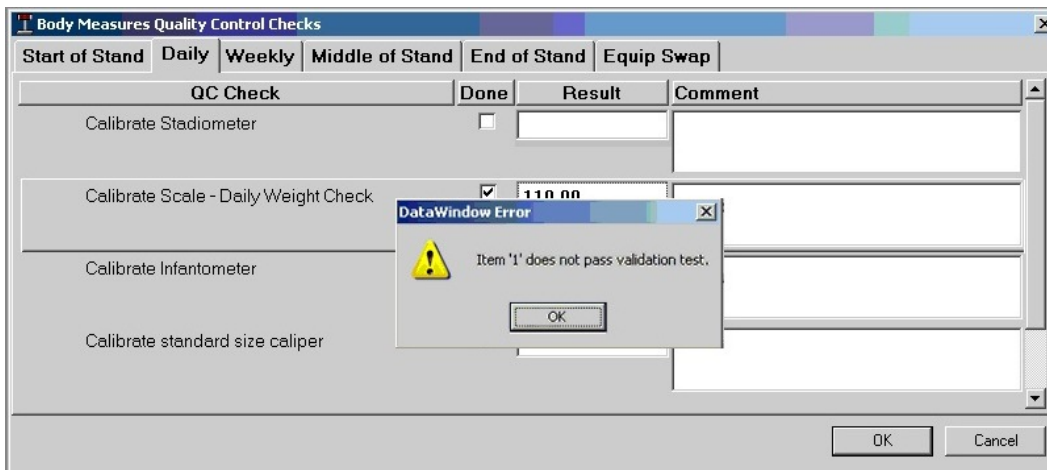 Body Measures Quality Control Checks
Start of Stand Daily Weekly Middle of Stand End of Stand Equip Swap
QC Check Done Result Comment
Calibrate Stadiometer
Calibrate Scale - Daily Weight Check 110.00
DataWindow Error
Item '1' does not pass validation test.
OK
Calibrate Infantometer
Calibrate standard size caliper
OK Cancel